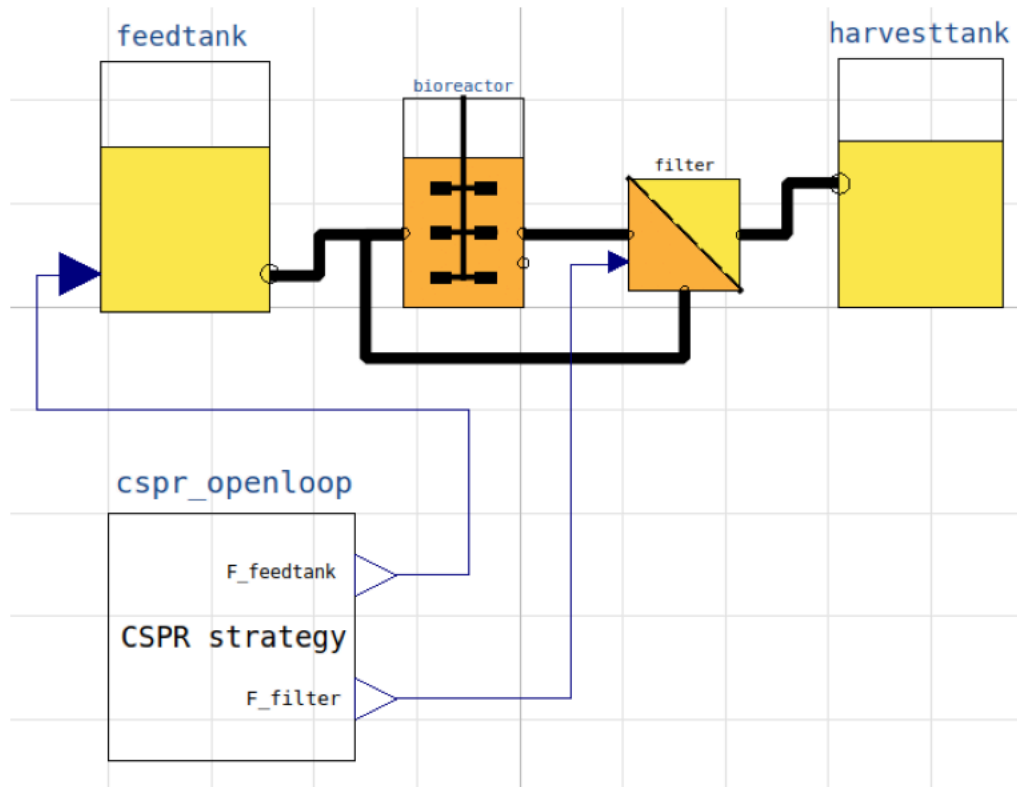 feedtank
harvesttank
bioreactor
filter
cspr_openloop
F_feedtank
CSPR strategy
F_filter